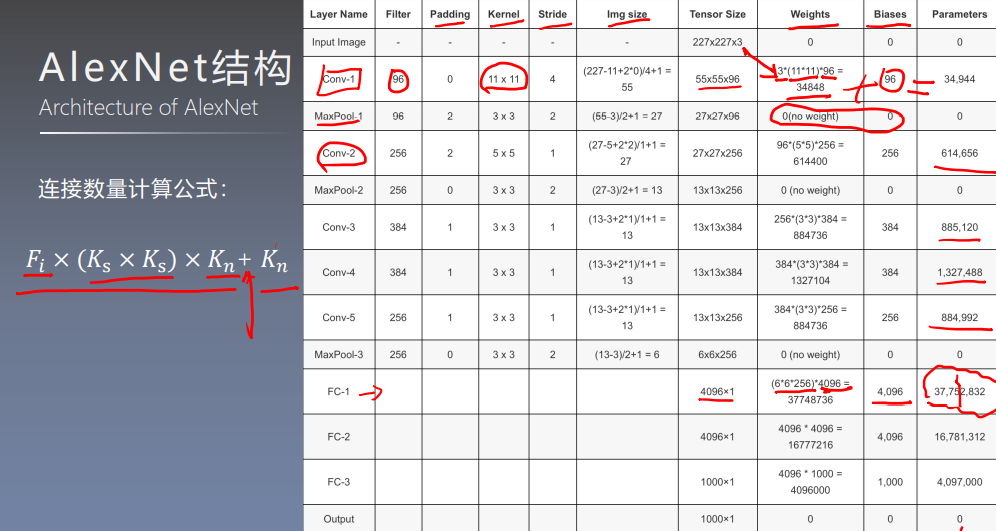 AlexNet结构
Architecture of AlexNet
连接数量计算公式：
F_i × (K_s × K_s) × K_n + K_n
Layer Name Filter Padding Kernel Stride Img size Tensor Size Weights Biases Parameters
Input Image - - - - - 227x227x3 0 0 0
Conv-1 96 0 11 x 11 4 (227-11+2*0)/4+1 = 55 55x55x96 3*(11*11)*96 = 34848 96 34,944
MaxPool-1 96 2 3 x 3 2 (55-3)/2+1 = 27 27x27x96 0(no weight) 0 0
Conv-2 256 2 5 x 5 1 (27-5+2*2)/1+1 = 27 27x27x256 96*(5*5)*256 = 614400 256 614,656
MaxPool-2 256 0 3 x 3 2 (27-3)/2+1 = 13 13x13x256 0 (no weight) 0 0
Conv-3 384 1 3 x 3 1 (13-3+2*1)/1+1 = 13 13x13x384 256*(3*3)*384 = 884736 384 885,120
Conv-4 384 1 3 x 3 1 (13-3+2*1)/1+1 = 13 13x13x384 384*(3*3)*384 = 1327104 384 1,327,488
Conv-5 256 1 3 x 3 1 (13-3+2*1)/1+1 = 13 13x13x256 384*(3*3)*256 = 884736 256 884,992
MaxPool-3 256 0 3 x 3 2 (13-3)/2+1 = 6 6x6x256 0 (no weight) 0 0
FC-1 4096×1 (6*6*256)*4096 = 37748736 4,096 37,752,832
FC-2 4096×1 4096 * 4096 = 16777216 4,096 16,781,312
FC-3 1000×1 4096 * 1000 = 4096000 1,000 4,097,000
Output 1000×1 0 0 0